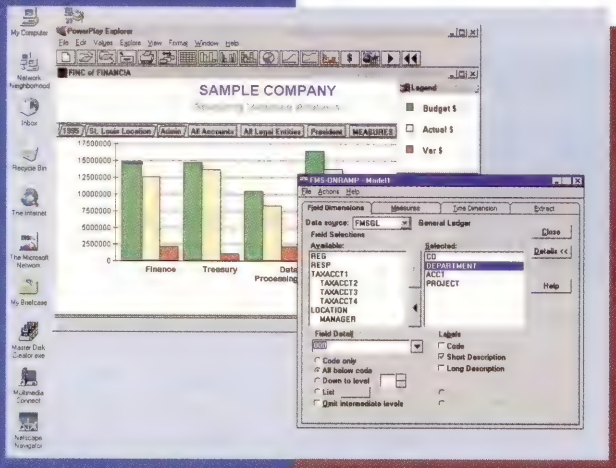 My Computer
Network Neighborhood
Inbox
Recycle Bin
The Internet
The Microsoft Network
My Briefcase
Master Disk Creator.exe
Multimedia Connect
Netscape Navigator
PowerPlay Explorer
File Edit Values Explore View Format Window Help
FINC of FINANCIA
SAMPLE COMPANY
1995 St. Louis Location Admin All Accounts All Legal Entities President MEASURES
17500000
15000000
12500000
10000000
7500000
5000000
2500000
0
Finance Treasury Data Processing
Legend
Budget $
Actual $
Var $
FMS-ONRAMP - Model1
File Actions Help
Field Dimensions Measures Time Dimension Extract
Data source: FMSGL General Ledger
Field Selections
Available:
REG
RESP
TAXACCT1
TAXACCT2
TAXACCT3
TAXACCT4
LOCATION
MANAGER
Selected:
CO
DEPARTMENT
ACCT
PROJECT
Close
Details <<
Help
Field Detail
Code only
All below code
Down to level
List
Omit intermediate levels
Labels
Code
Short Description
Long Description